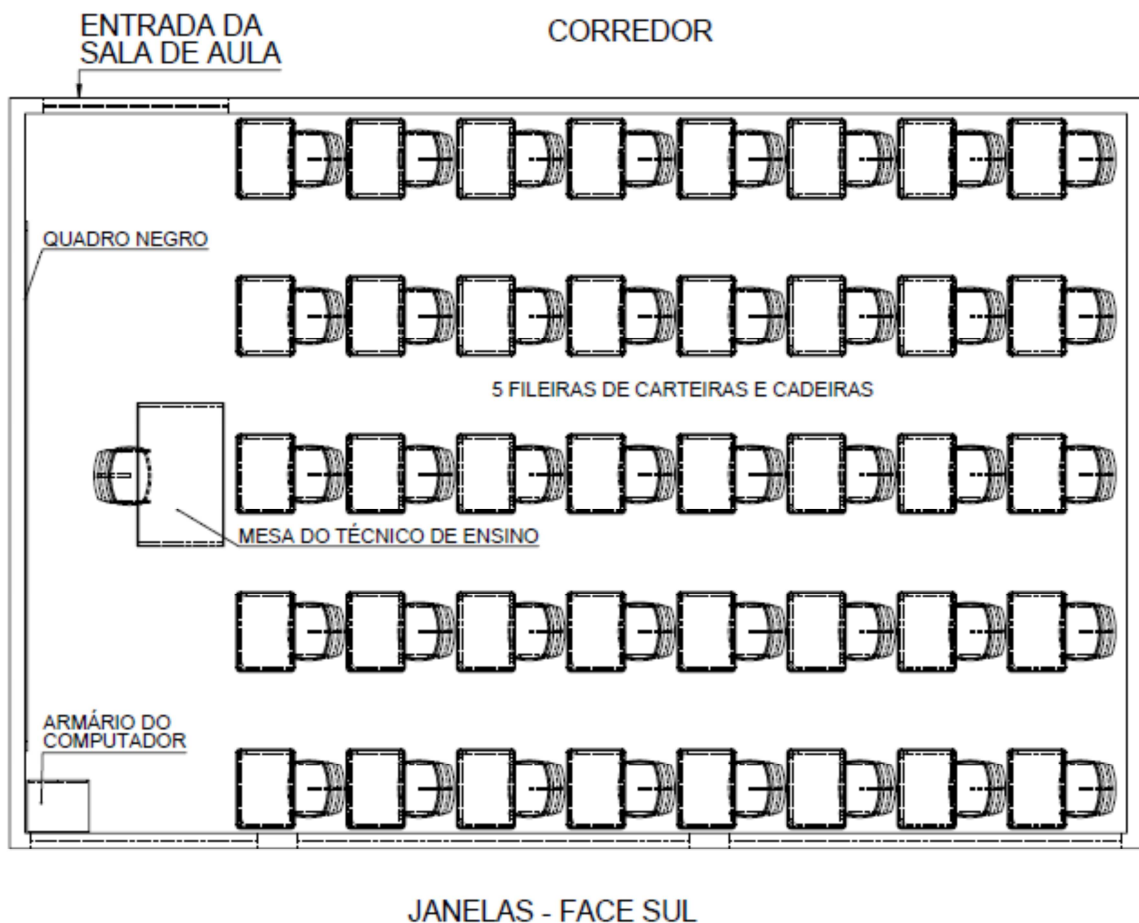 ENTRADA DA
SALA DE AULA
CORREDOR
QUADRO NEGRO
5 FILEIRAS DE CARTEIRAS E CADEIRAS
MESA DO TÉCNICO DE ENSINO
ARMÁRIO DO
COMPUTADOR
JANELAS - FACE SUL